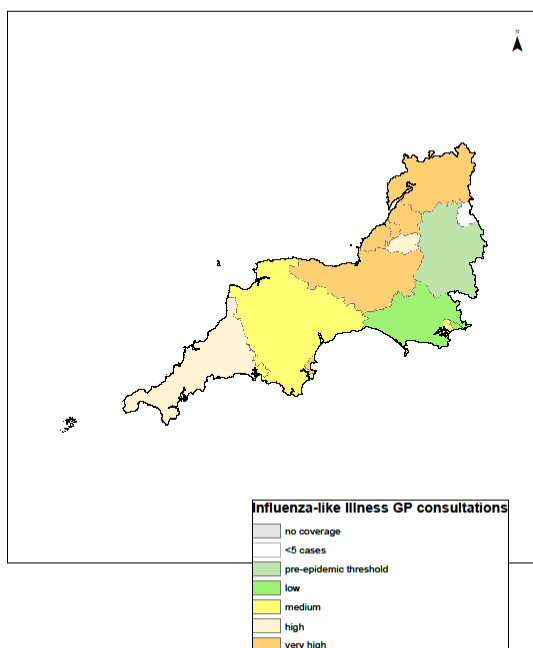 N
Influenza-like Illness GP consultations
no coverage
<5 cases
pre-epidemic threshold
low
medium
high
very high